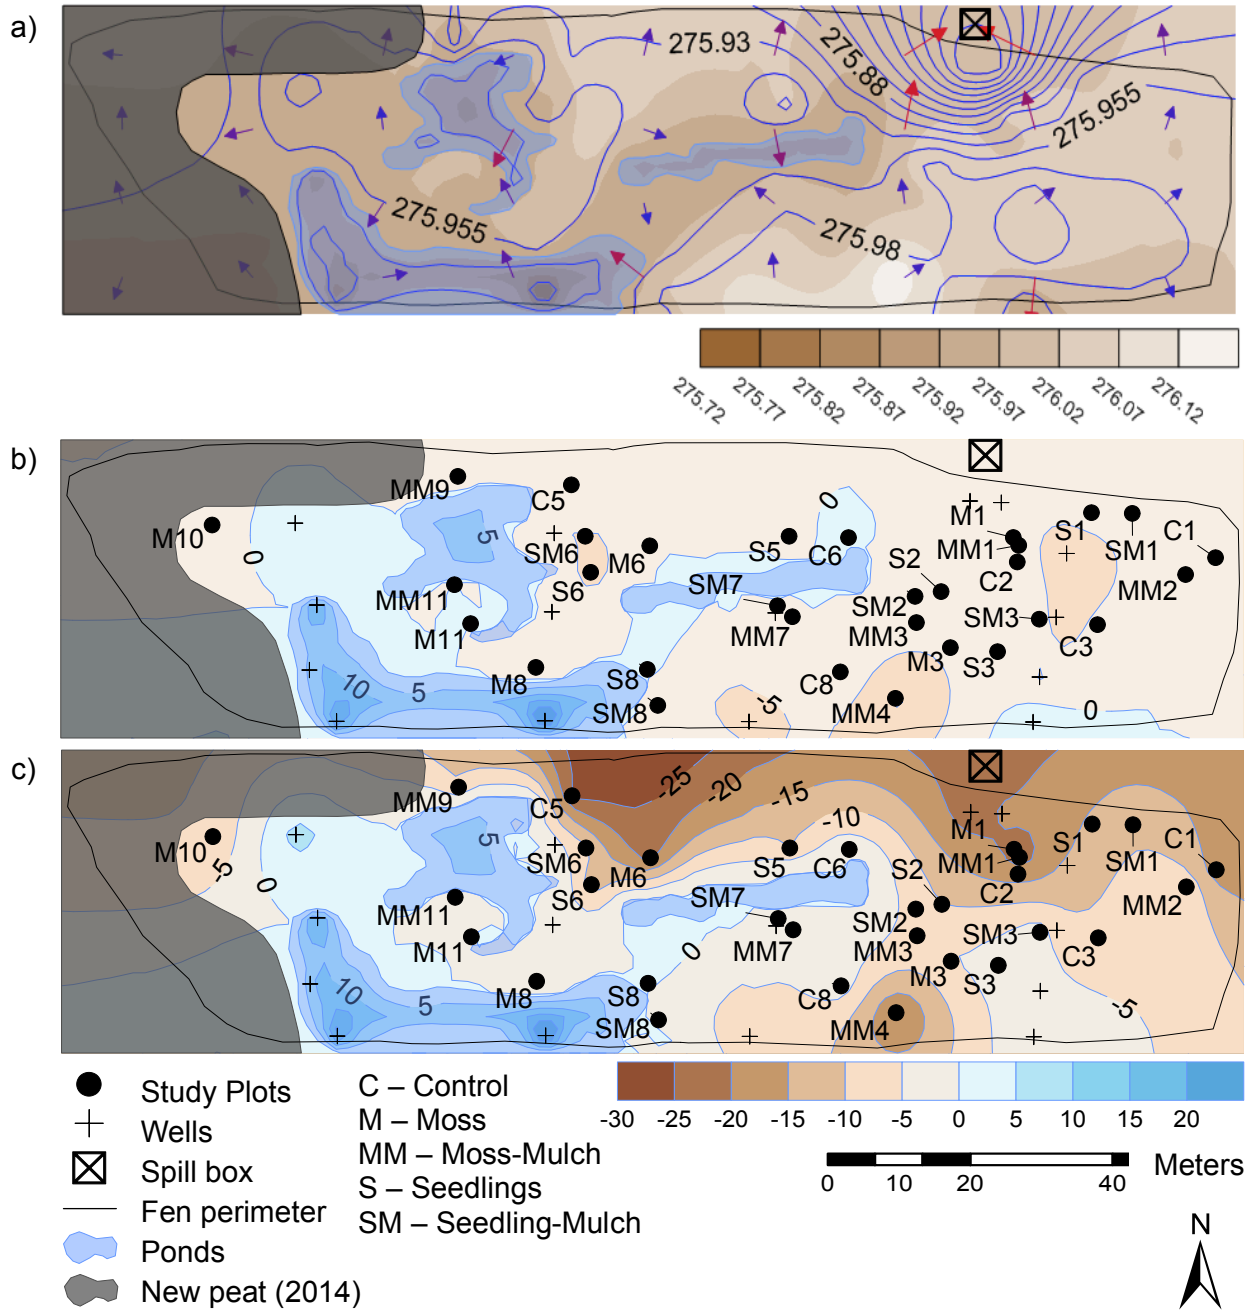 a)
275.93
275.88
275.955
275.955
275.98
275.72
275.77
275.82
275.87
275.92
275.97
276.02
276.07
276.12
b)
MM9
C5
5
0
M10
0
SM6
M6
S5
C6
M1
S1
SM1
C1
MM1
S2
C2
MM2
S6
SM7
MM11
SM2
SM3
M11
MM7
MM3
C3
M3
S3
M8
S8
C8
10
5
SM8
-5
MM4
0
c)
-25
-20
-15
MM9
C5
5
-10
M10
-5
0
SM6
M6
S5
C6
M1
S1
SM1
C1
MM1
S2
C2
MM2
S6
SM7
MM11
SM2
SM3
M11
MM7
MM3
C3
0
M3
S3
M8
S8
C8
10
5
SM8
MM4
-5
Study Plots
Wells
Spill box
Fen perimeter
Ponds
New peat (2014)
C – Control
M – Moss
MM – Moss-Mulch
S – Seedlings
SM – Seedling-Mulch
-30 -25 -20 -15 -10 -5 0 5 10 15 20
0 10 20 40 Meters
N